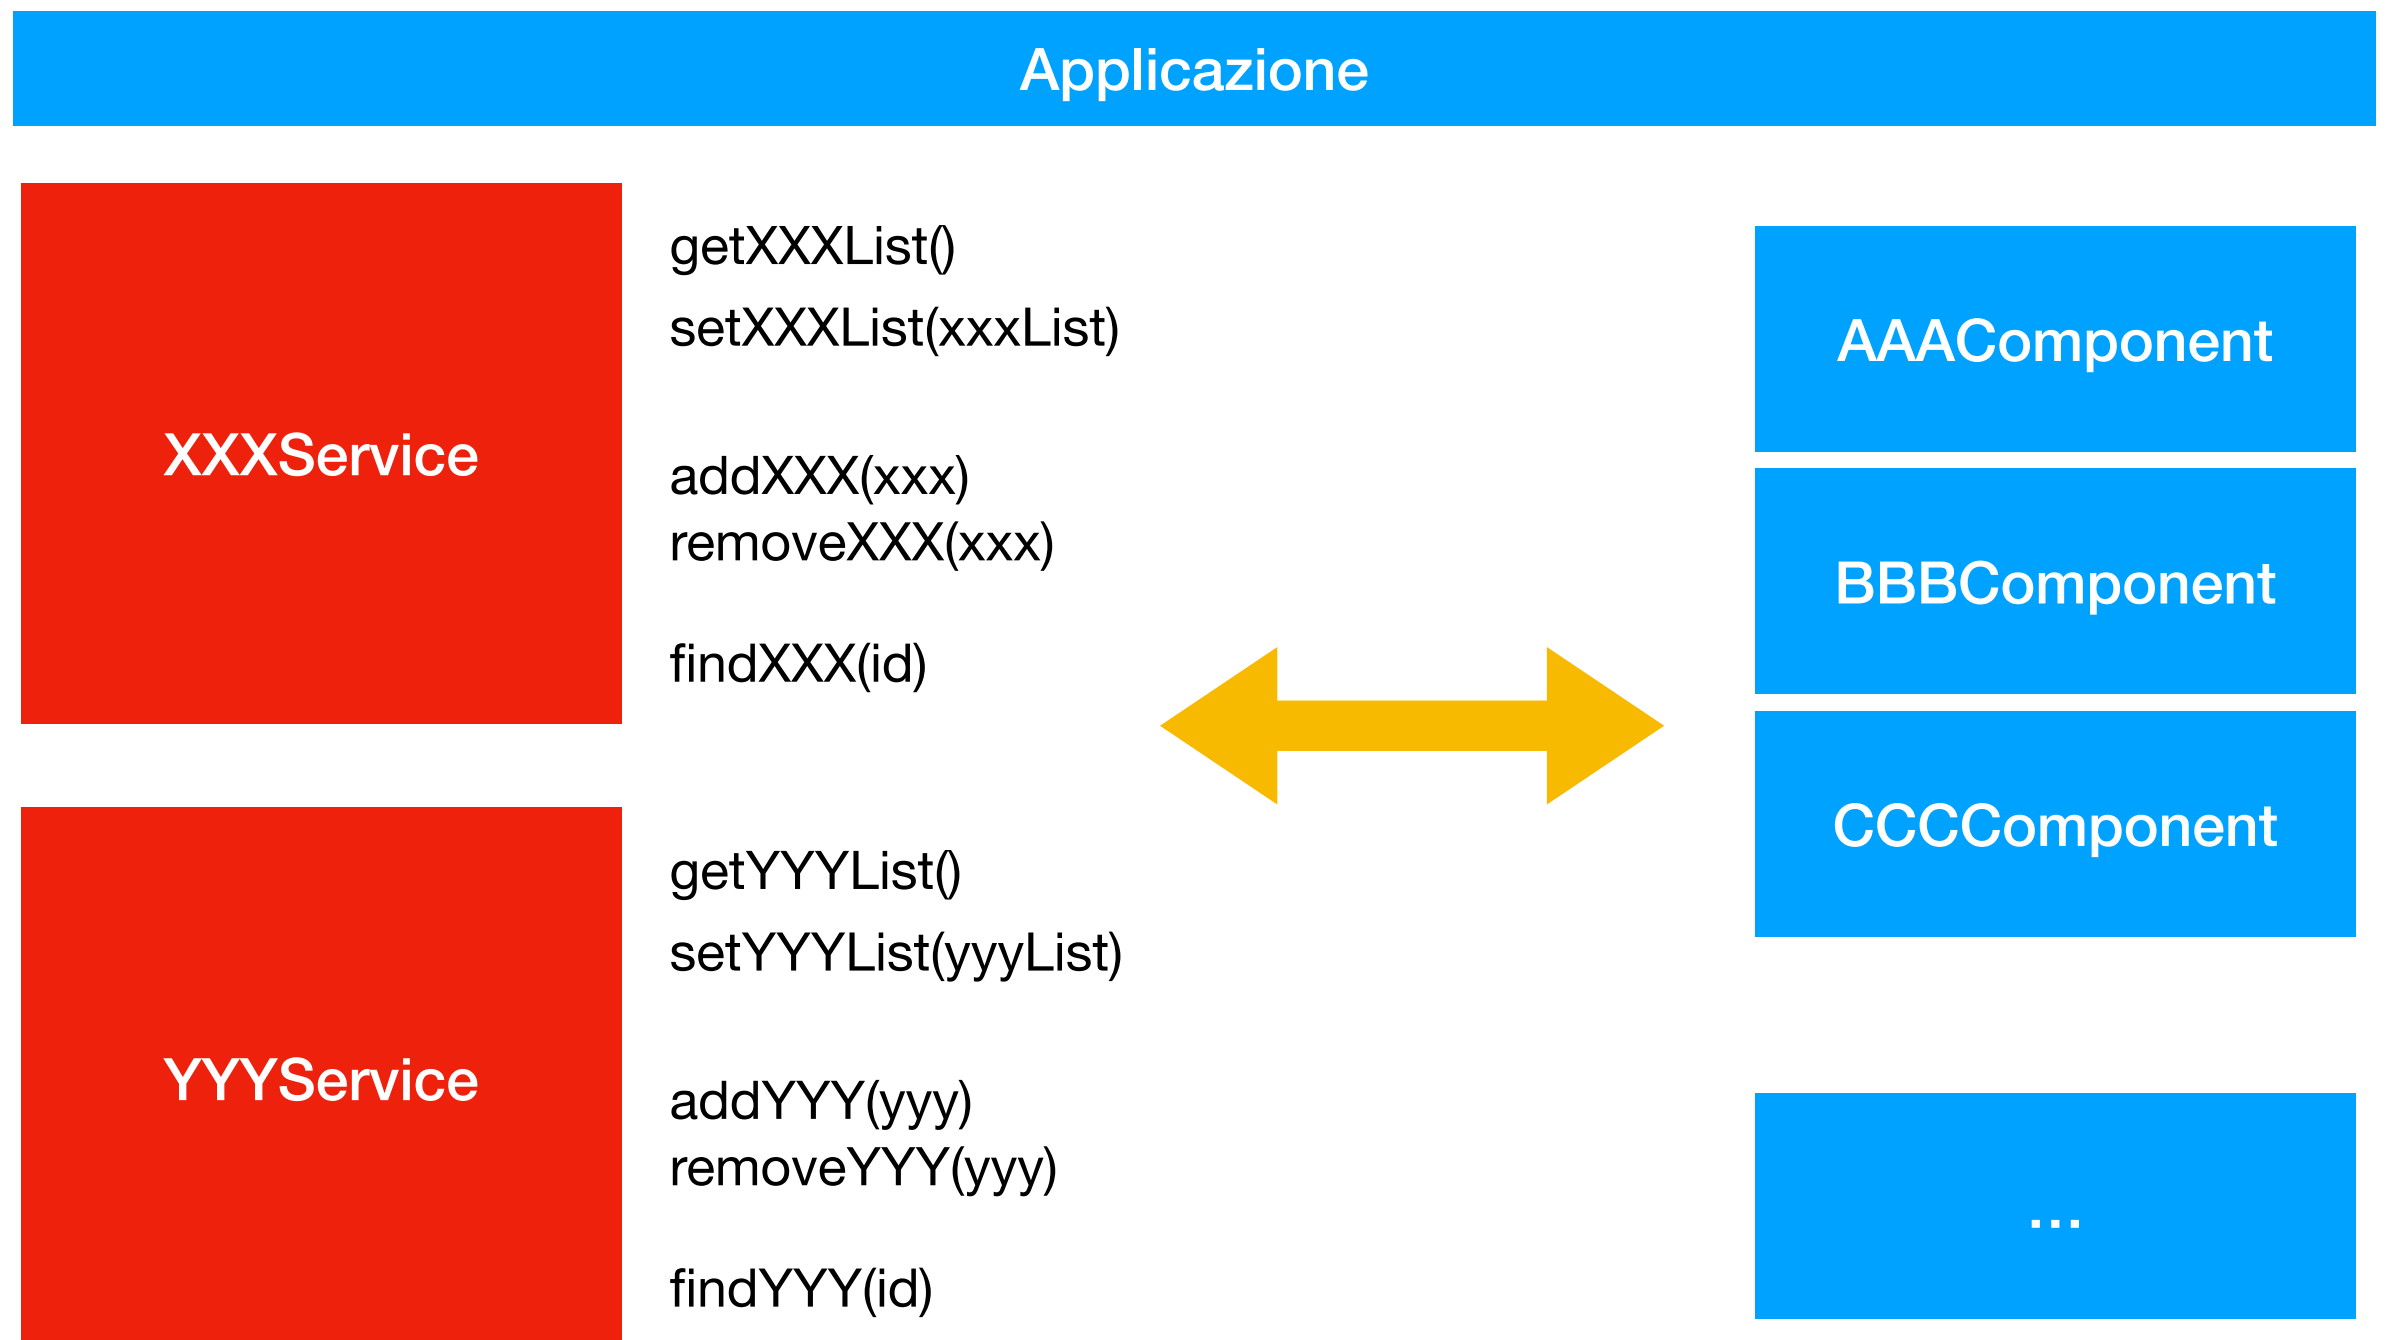 Applicazione
XXXService
getXXXList()
setXXXList(xxxList)
addXXX(xxx)
removeXXX(xxx)
findXXX(id)
YYYService
getYYYList()
setYYYList(yyyList)
addYYY(yyy)
removeYYY(yyy)
findYYY(id)
AAAComponent
BBBComponent
CCCComponent
...